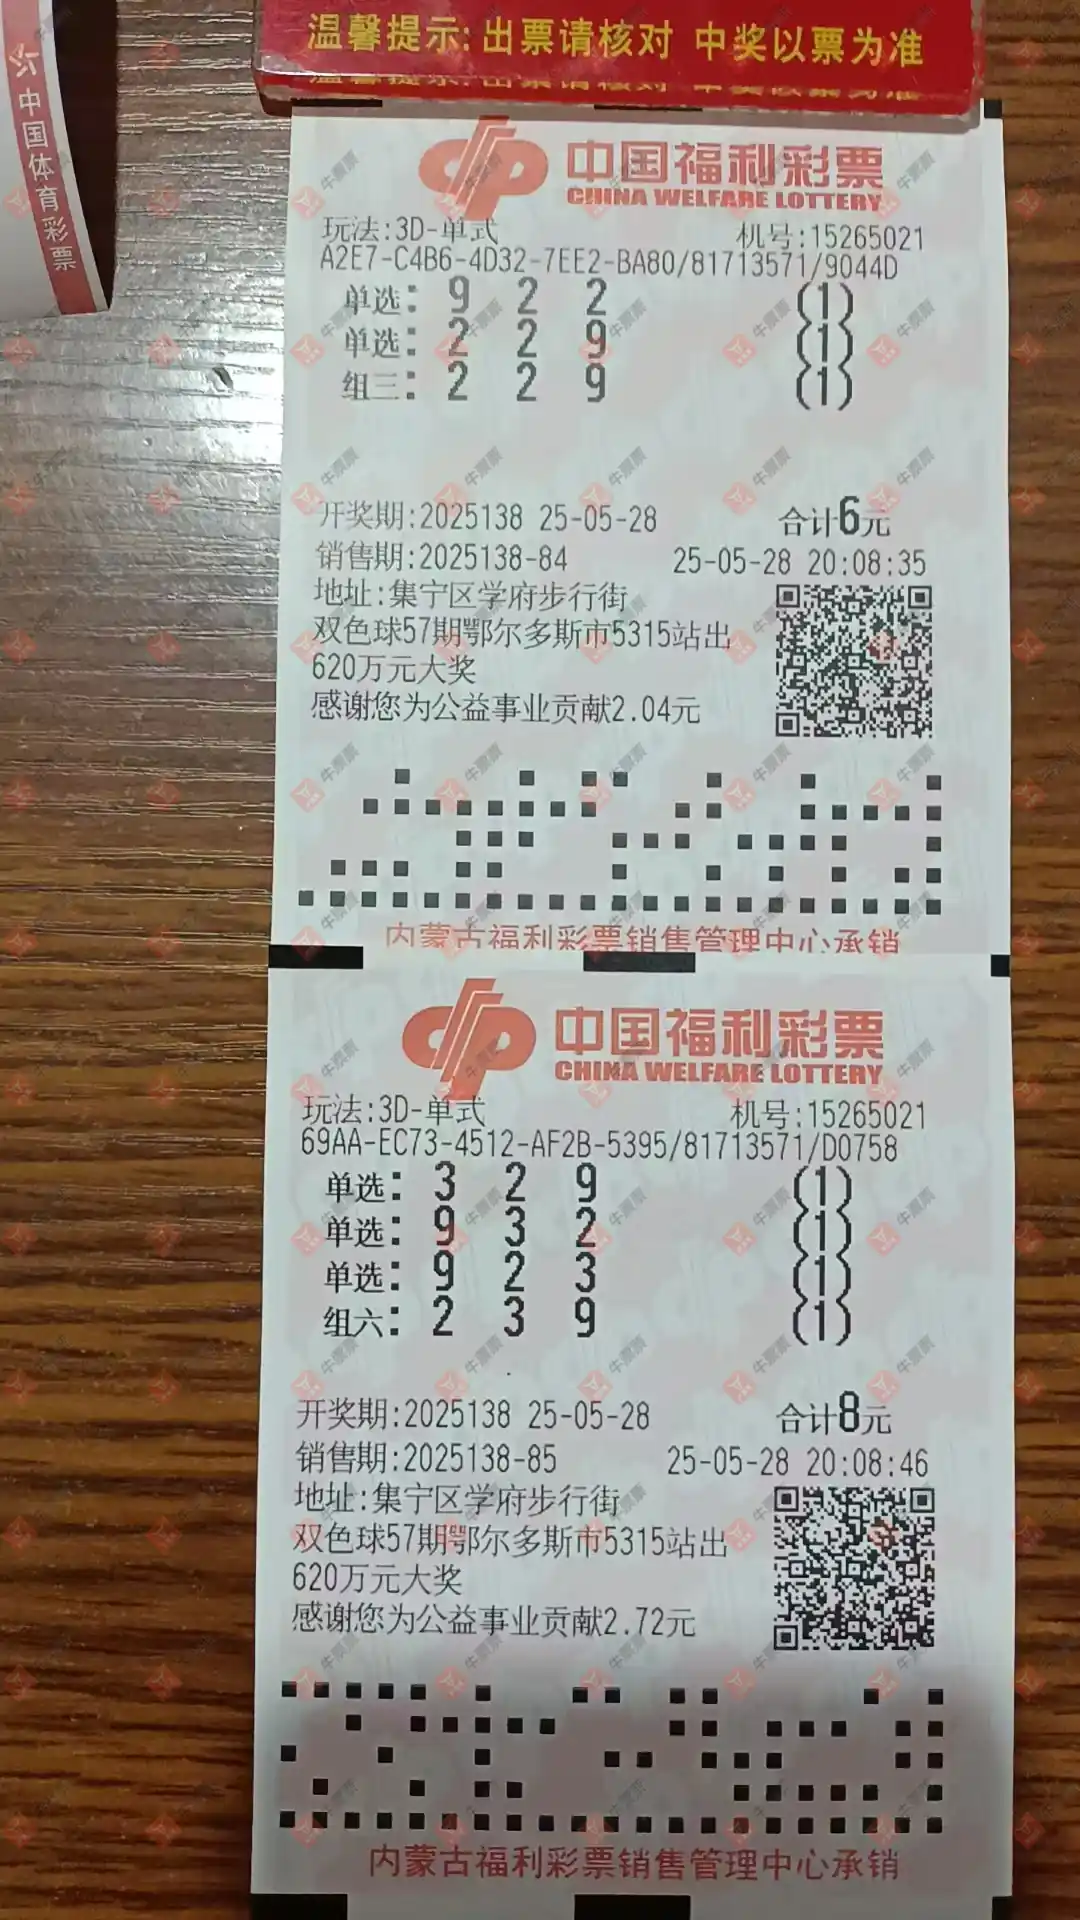 温馨提示:出票请核对 中奖以票为准
中国体育彩票
中国福利彩票
CHINA WELFARE LOTTERY
玩法:3D-单式 机号:15265021
A2E7-C4B6-4D32-7EE2-BA80/81713571/9044D
单选: 9 2 2 (1)
单选: 2 2 9 (1)
组三: 2 2 9 (1)
开奖期:2025138 25-05-28 合计6元
销售期:2025138-84 25-05-28 20:08:35
地址:集宁区学府步行街
双色球57期鄂尔多斯市5315站出
620万元大奖
感谢您为公益事业贡献2.04元
内蒙古福利彩票销售管理中心承销
中国福利彩票
CHINA WELFARE LOTTERY
玩法:3D-单式 机号:15265021
69AA-EC73-4512-AF2B-5395/81713571/D0758
单选: 3 2 9 (1)
单选: 9 3 2 (1)
单选: 9 2 3 (1)
组六: 2 3 9 (1)
开奖期:2025138 25-05-28 合计8元
销售期:2025138-85 25-05-28 20:08:46
地址:集宁区学府步行街
双色球57期鄂尔多斯市5315站出
620万元大奖
感谢您为公益事业贡献2.72元
内蒙古福利彩票销售管理中心承销
牛票票